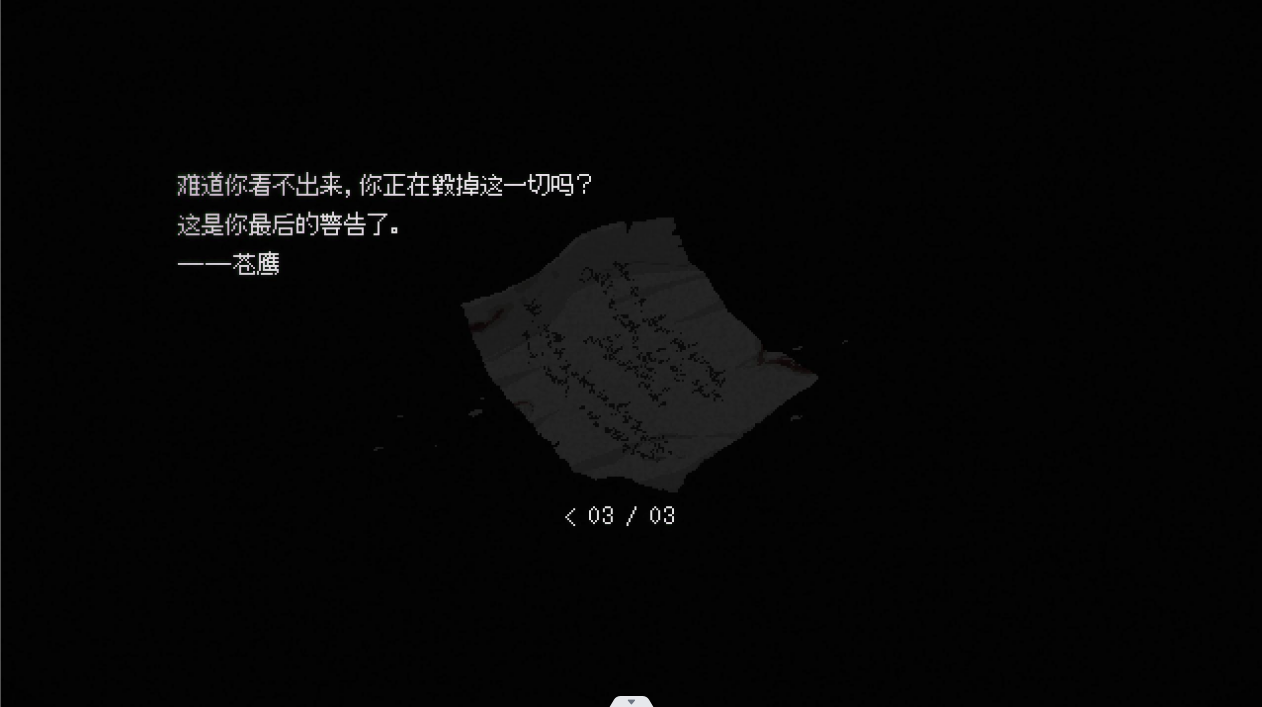 难道你看不出来，你正在毁掉这一切吗？
这是你最后的警告了。
——苍鹰
< 03 / 03